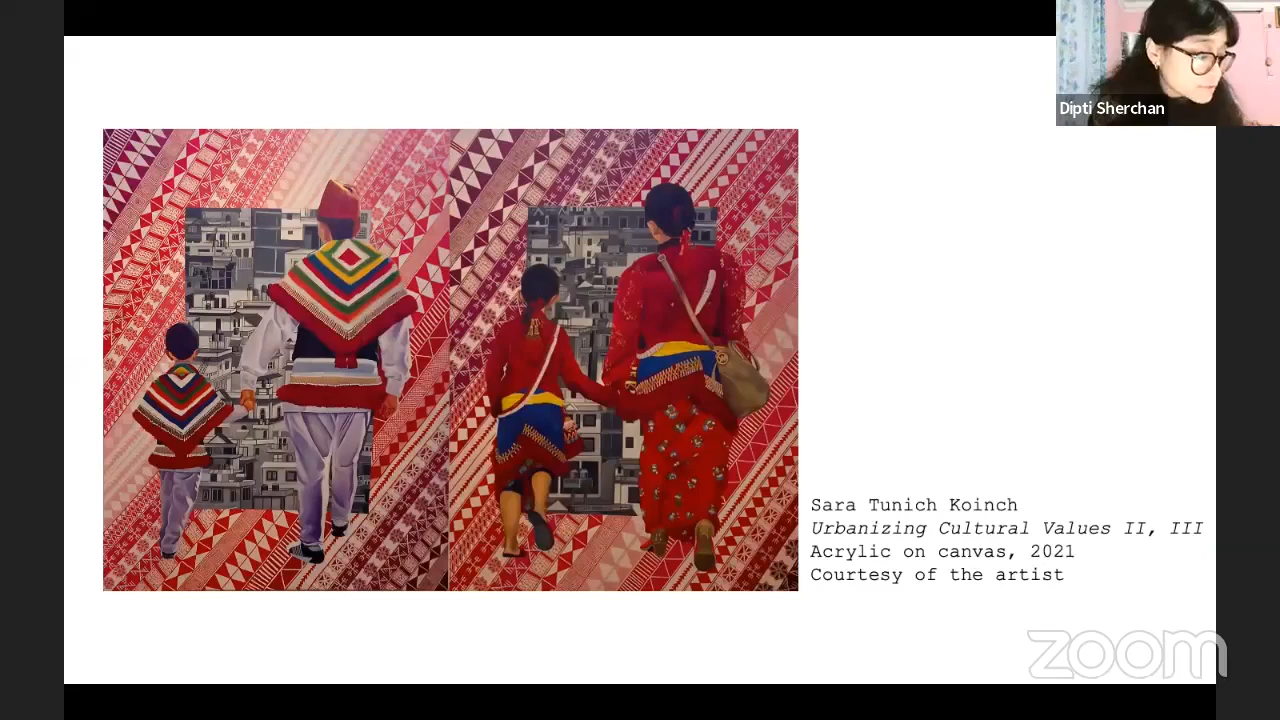 Dipti Sherchan
Sara Tunich Koinch
Urbanizing Cultural Values II, III
Acrylic on canvas, 2021
Courtesy of the artist
zoom